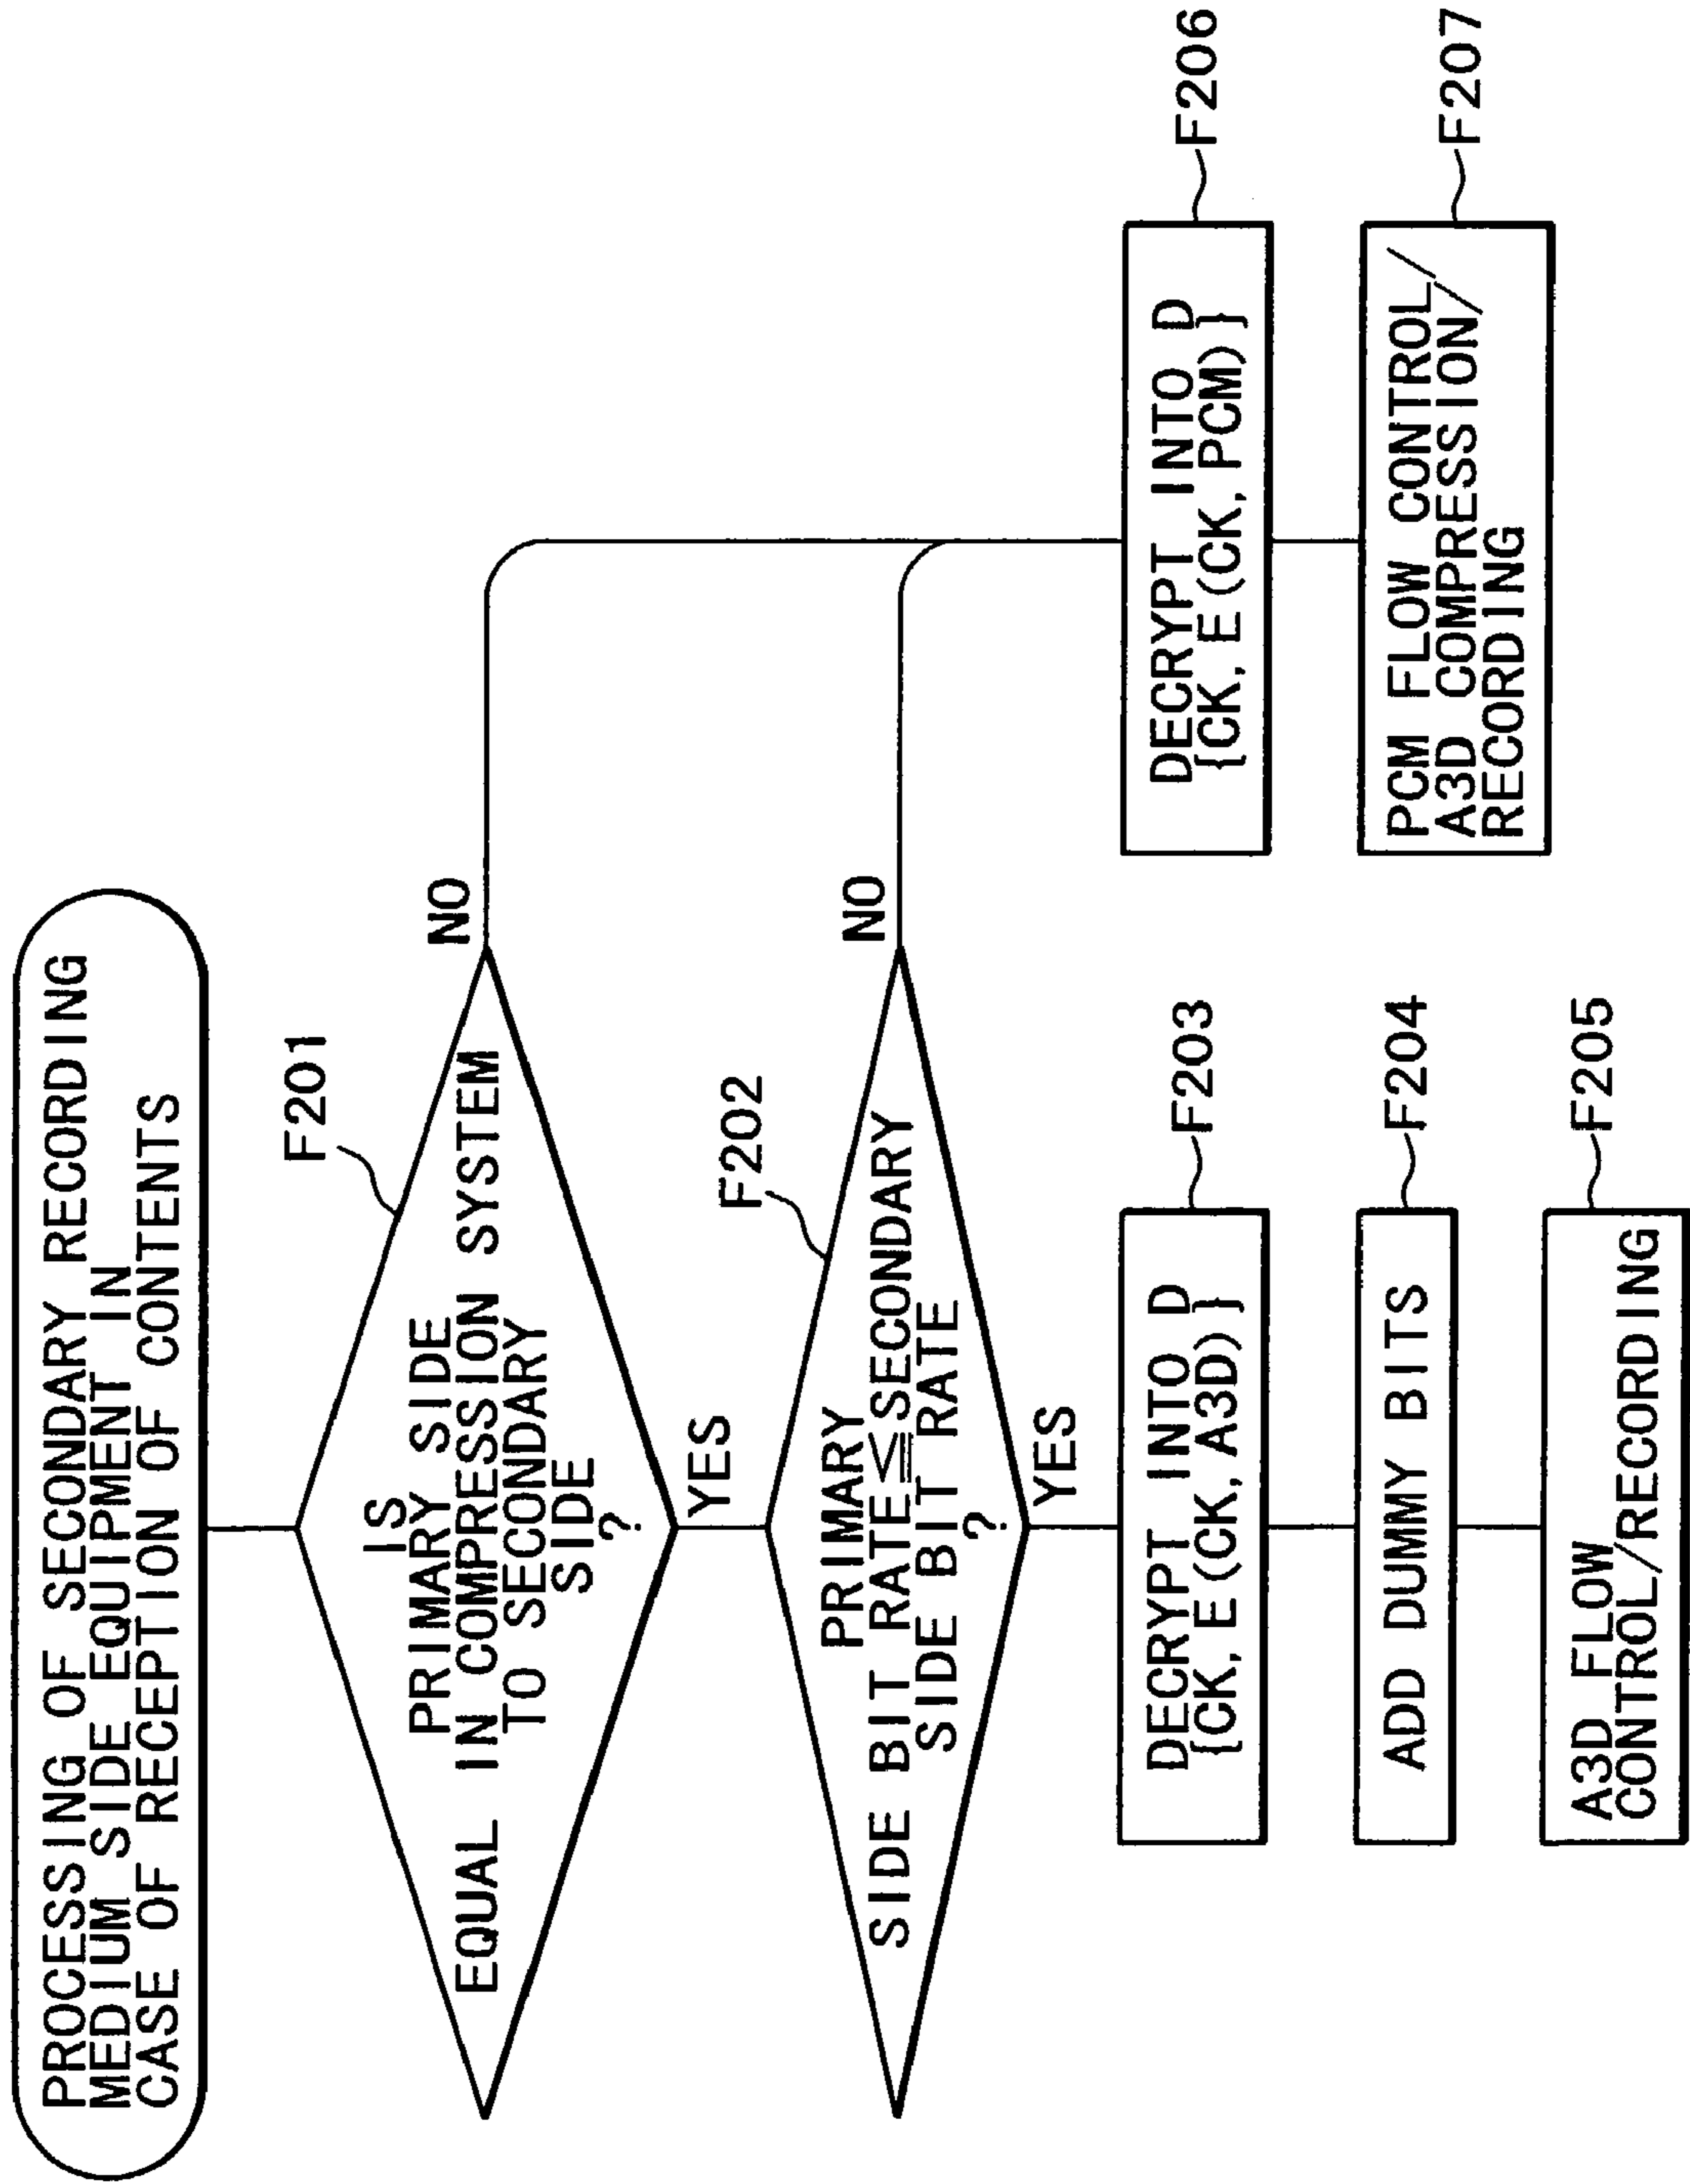 PROCESSING OF SECONDARY RECORDING
MEDIUM SIDE EQUIPMENT IN
CASE OF RECEPTION OF CONTENTS
F201
IS
PRIMARY SIDE
EQUAL IN COMPRESSION SYSTEM
TO SECONDARY
SIDE
?
NO
YES
F202
PRIMARY
SIDE BIT RATE≦SECONDARY
SIDE BIT RATE
?
NO
YES
DECRYPT INTO D
{CK,E(CK,A3D)}
F203
ADD DUMMY BITS
F204
A3D FLOW
CONTROL/RECORDING
F205
DECRYPT INTO D
{CK,E(CK,PCM)}
F206
PCM FLOW CONTROL/
A3D COMPRESSION/
RECORDING
F207